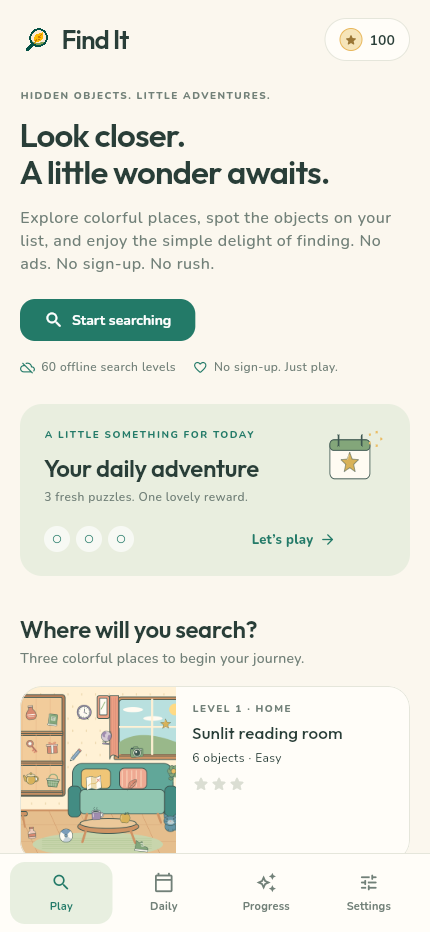 Find It
100
HIDDEN OBJECTS. LITTLE ADVENTURES.
Look closer.
A little wonder awaits.
Explore colorful places, spot the objects on your
list, and enjoy the simple delight of finding. No
ads. No sign-up. No rush.
Start searching
60 offline search levels
No sign-up. Just play.
A LITTLE SOMETHING FOR TODAY
Your daily adventure
3 fresh puzzles. One lovely reward.
Let's play
Where will you search?
Three colorful places to begin your journey.
LEVEL 1 · HOME
Sunlit reading room
6 objects · Easy
Play
Daily
Progress
Settings